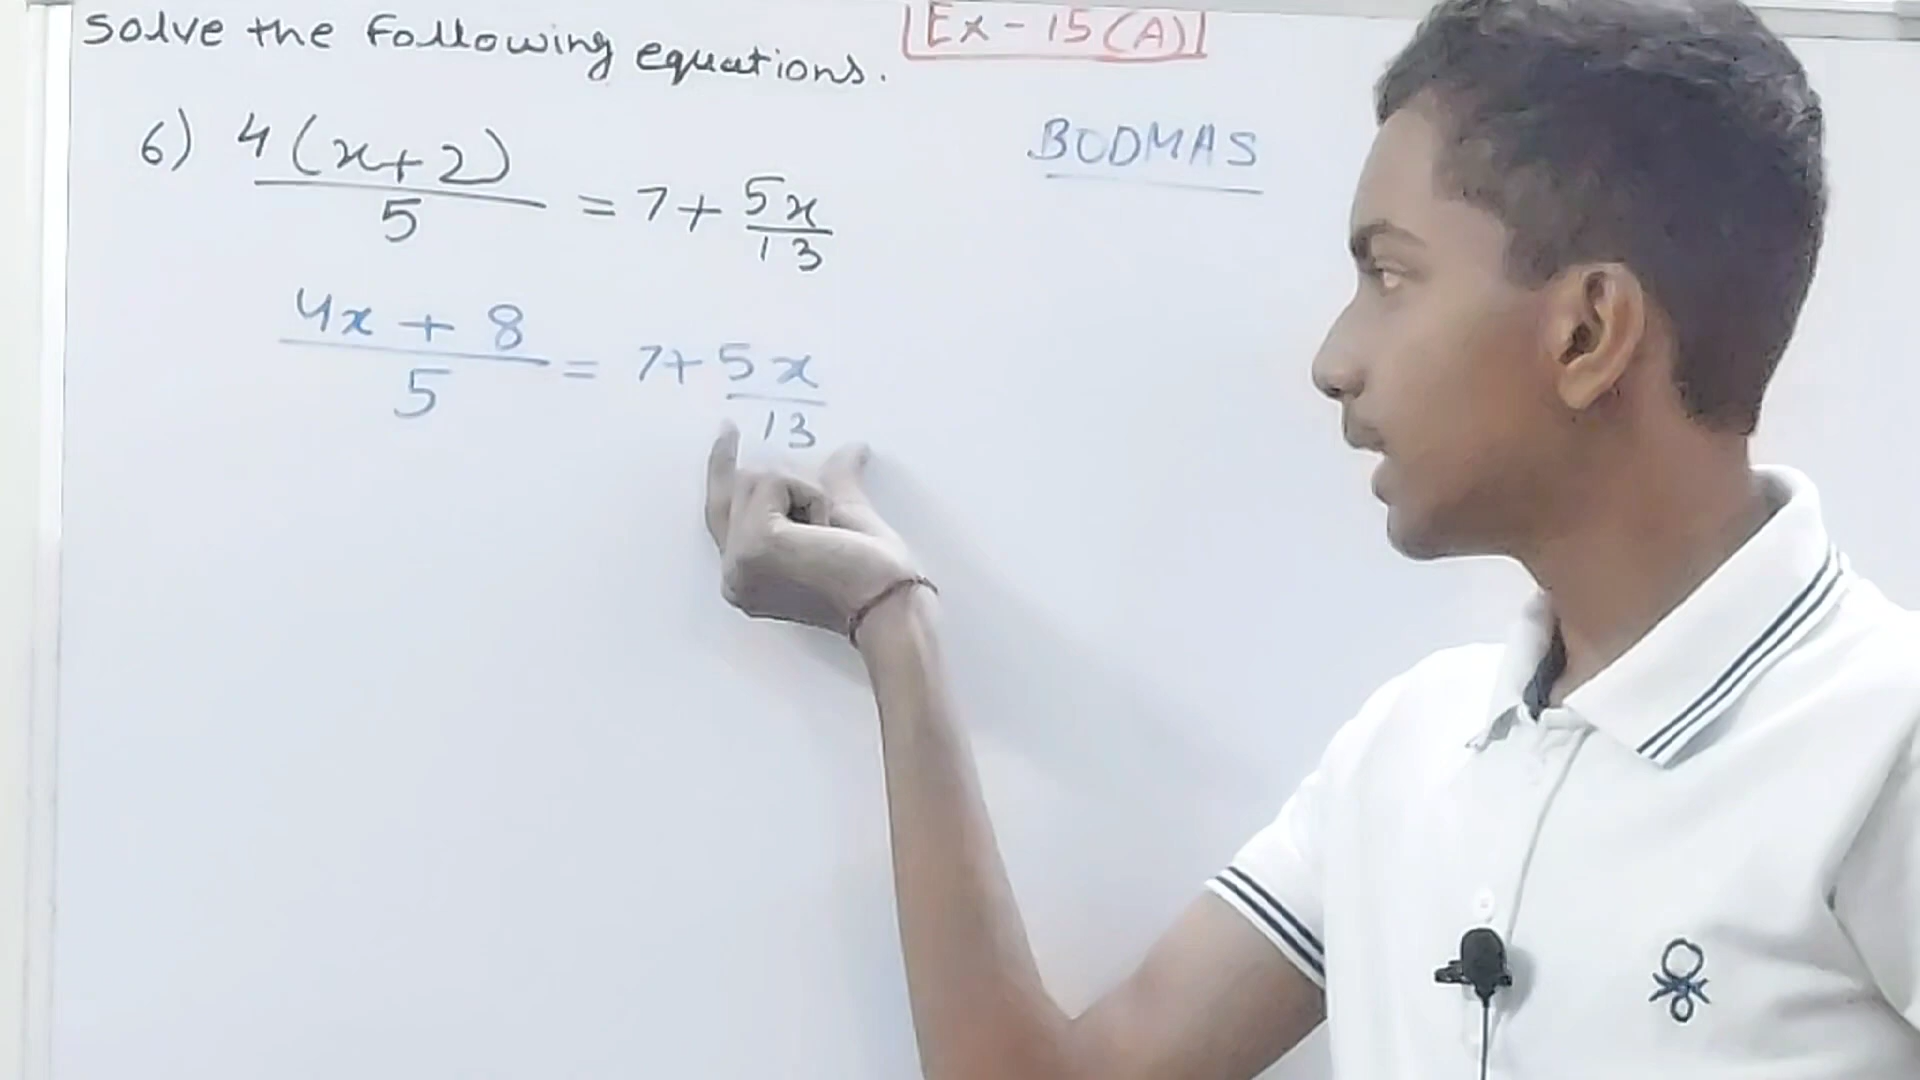 Solve the following equations.
Ex-15(A)
6) 4(x+2)/5 = 7+ 5x/13
BODMAS
4x + 8/5 = 7+ 5x/13